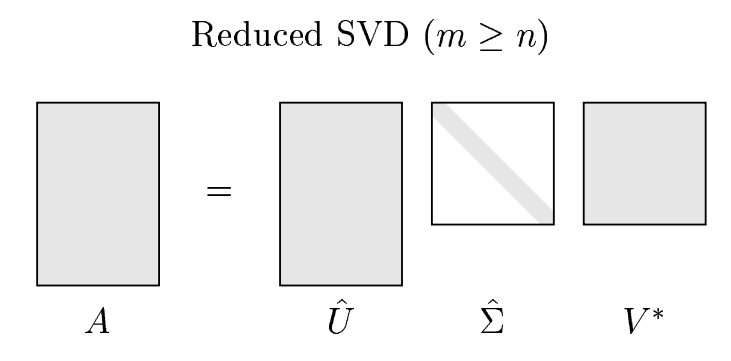 Reduced SVD (m ≥ n)
=
A Û Σ̂ V*